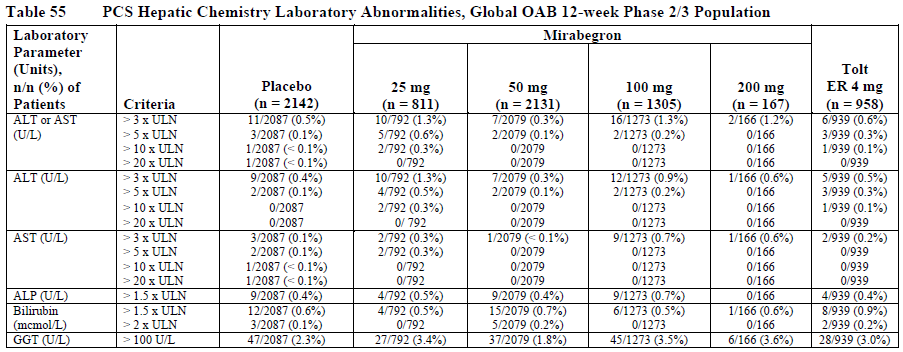 Table 55 PCS Hepatic Chemistry Laboratory Abnormalities, Global OAB 12-week Phase 2/3 Population
Laboratory Parameter (Units), n/n (%) of Patients | Criteria | Placebo (n = 2142) | Mirabegron | Tolt ER 4 mg (n = 958)
25 mg (n = 811) | 50 mg (n = 2131) | 100 mg (n = 1305) | 200 mg (n = 167)
ALT or AST (U/L) | > 3 x ULN | 11/2087 (0.5%) | 10/792 (1.3%) | 7/2079 (0.3%) | 16/1273 (1.3%) | 2/166 (1.2%) | 6/939 (0.6%)
> 5 x ULN | 3/2087 (0.1%) | 5/792 (0.6%) | 2/2079 (0.1%) | 2/1273 (0.2%) | 0/166 | 3/939 (0.3%)
> 10 x ULN | 1/2087 (< 0.1%) | 2/792 (0.3%) | 0/2079 | 0/1273 | 0/166 | 1/939 (0.1%)
> 20 x ULN | 1/2087 (< 0.1%) | 0/792 | 0/2079 | 0/1273 | 0/166 | 0/939
ALT (U/L) | > 3 x ULN | 9/2087 (0.4%) | 10/792 (1.3%) | 7/2079 (0.3%) | 12/1273 (0.9%) | 1/166 (0.6%) | 5/939 (0.5%)
> 5 x ULN | 2/2087 (0.1%) | 4/792 (0.5%) | 2/2079 (0.1%) | 2/1273 (0.2%) | 0/166 | 3/939 (0.3%)
> 10 x ULN | 0/2087 | 2/792 (0.3%) | 0/2079 | 0/1273 | 0/166 | 1/939 (0.1%)
> 20 x ULN | 0/2087 | 0/ 792 | 0/2079 | 0/1273 | 0/166 | 0/939
AST (U/L) | > 3 x ULN | 3/2087 (0.1%) | 2/792 (0.3%) | 1/2079 (< 0.1%) | 9/1273 (0.7%) | 1/166 (0.6%) | 2/939 (0.2%)
> 5 x ULN | 2/2087 (0.1%) | 2/792 (0.3%) | 0/2079 | 0/1273 | 0/166 | 0/939
> 10 x ULN | 1/2087 (< 0.1%) | 0/792 | 0/2079 | 0/1273 | 0/166 | 0/939
> 20 x ULN | 1/2087 (< 0.1%) | 0/792 | 0/2079 | 0/1273 | 0/166 | 0/939
ALP (U/L) | > 1.5 x ULN | 9/2087 (0.4%) | 4/792 (0.5%) | 9/2079 (0.4%) | 9/1273 (0.7%) | 0/166 | 4/939 (0.4%)
Bilirubin (mcmol/L) | > 1.5 x ULN | 12/2087 (0.6%) | 4/792 (0.5%) | 15/2079 (0.7%) | 6/1273 (0.5%) | 1/166 (0.6%) | 8/939 (0.9%)
> 2 x ULN | 3/2087 (0.1%) | 0/792 | 5/2079 (0.2%) | 0/1273 | 0/166 | 2/939 (0.2%)
GGT (U/L) | > 100 U/L | 47/2087 (2.3%) | 27/792 (3.4%) | 37/2079 (1.8%) | 45/1273 (3.5%) | 6/166 (3.6%) | 28/939 (3.0%)